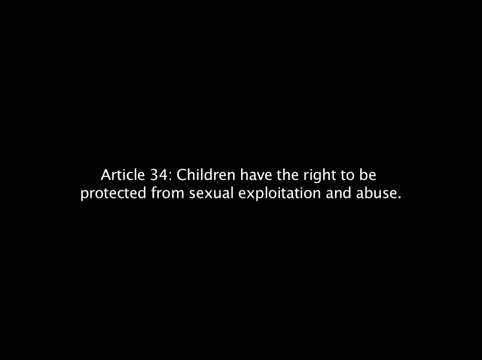 Article 34: Children have the right to be
protected from sexual exploitation and abuse.